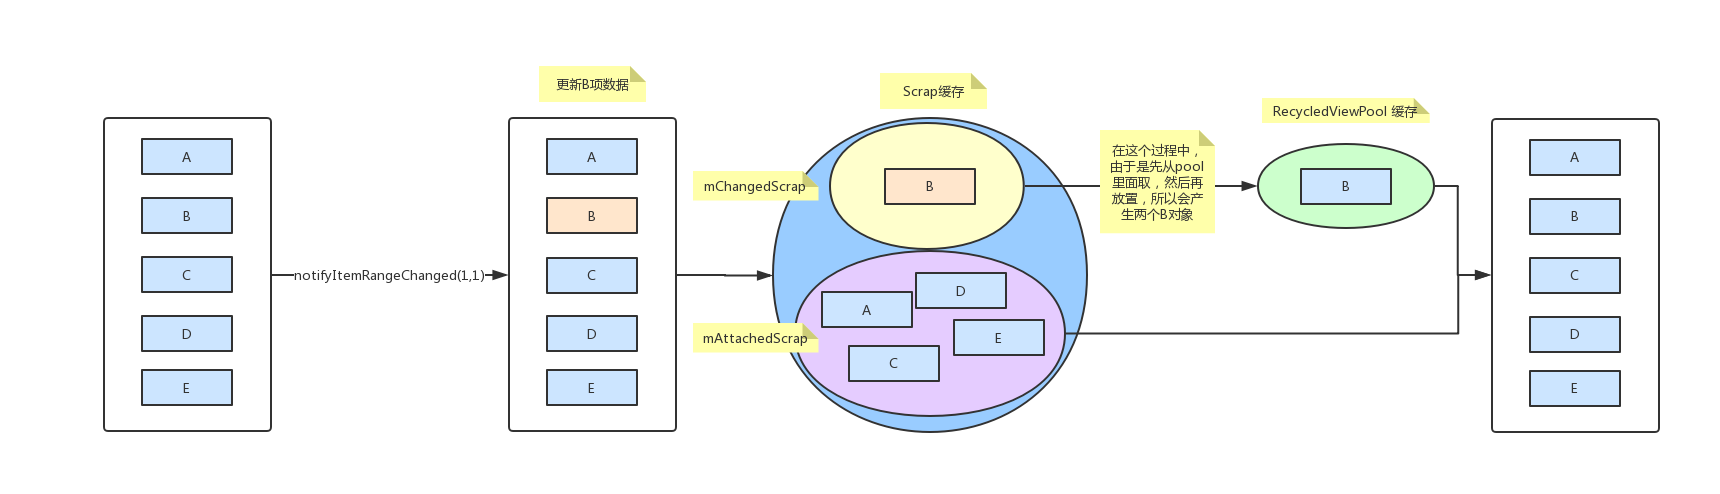 A
B
C
D
E
notifyItemRangeChanged(1,1)
更新B项数据
A
B
C
D
E
Scrap缓存
mChangedScrap
B
mAttachedScrap
A
D
E
C
在这个过程中，
由于是先从pool
里面取，然后再
放置，所以会产
生两个B对象
RecycledViewPool 缓存
B
A
B
C
D
E